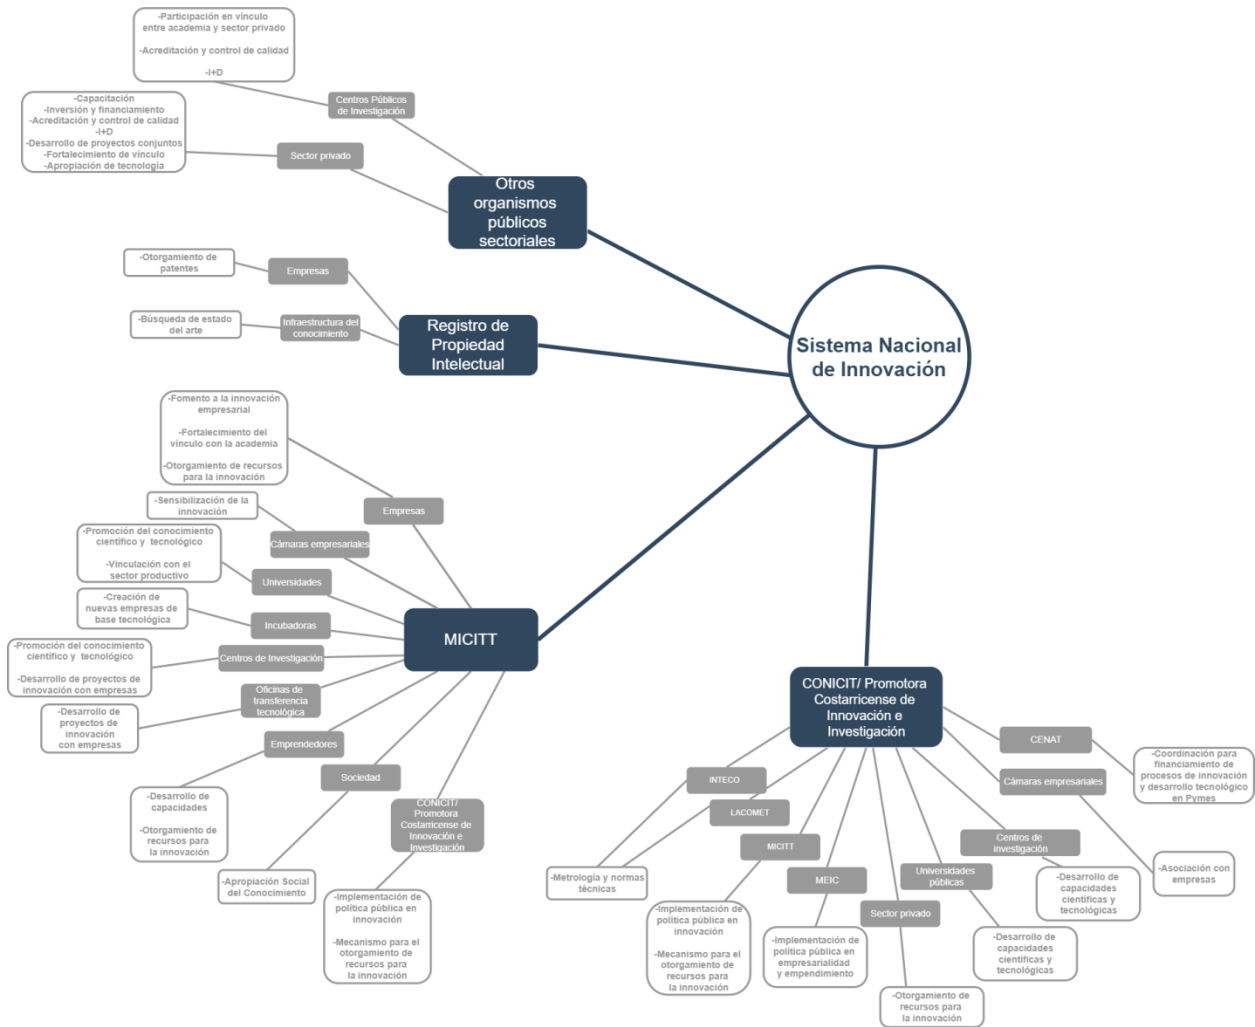 -Participación en vínculo
entre academia y sector privado
-Acreditación y control de calidad
-I+D
Centros Públicos
de Investigación
-Capacitación
-Inversión y financiamiento
-Acreditación y control de calidad
-I+D
-Desarrollo de proyectos conjuntos
-Fortalecimiento de vínculo
-Apropiación de tecnología
Sector privado
Otros
organismos
públicos
sectoriales
-Otorgamiento de
patentes
Empresas
-Búsqueda de estado
del arte
Infraestructura del
conocimiento
Registro de
Propiedad
Intelectual
Sistema Nacional
de Innovación
-Fomento a la innovación
empresarial
-Fortalecimiento del
vínculo con la academia
-Otorgamiento de recursos
para la innovación
Empresas
-Sensibilización de la
innovación
Cámaras empresariales
-Promoción del conocimiento
científico y tecnológico
-Vinculación con el
sector productivo
Universidades
-Creación de
nuevas empresas de
base tecnológica
Incubadoras
MICITT
-Promoción del conocimiento
científico y tecnológico
-Desarrollo de proyectos de
innovación con empresas
Centros de Investigación
Oficinas de
transferencia
tecnológica
-Desarrollo de
proyectos de
innovación
con empresas
Emprendedores
-Desarrollo de
capacidades
-Otorgamiento de
recursos para
la innovación
Sociedad
-Apropiación Social
del Conocimiento
CONICIT/
Promotora
Costarricense de
Innovación e
Investigación
-Implementación de
política pública en
innovación
-Mecanismo para el
otorgamiento de
recursos para
la innovación
CONICIT/ Promotora
Costarricense de
Innovación e
Investigación
INTECO
LACOMET
-Metrología y normas
técnicas
MICITT
-Implementación de
política pública en
innovación
-Mecanismo para el
otorgamiento de
recursos para
la innovación
MEIC
-Implementación de
política pública en
empresarialidad
y empendimiento
Sector privado
-Otorgamiento de
recursos para
la innovación
Universidades
públicas
-Desarrollo de
capacidades
científicas y
tecnológicas
Centros de
investigación
-Desarrollo de
capacidades
científicas y
tecnológicas
Cámaras empresariales
-Asociación con
empresas
CENAT
-Coordinación para
financiamiento de
procesos de innovación
y desarrollo tecnológico
en Pymes